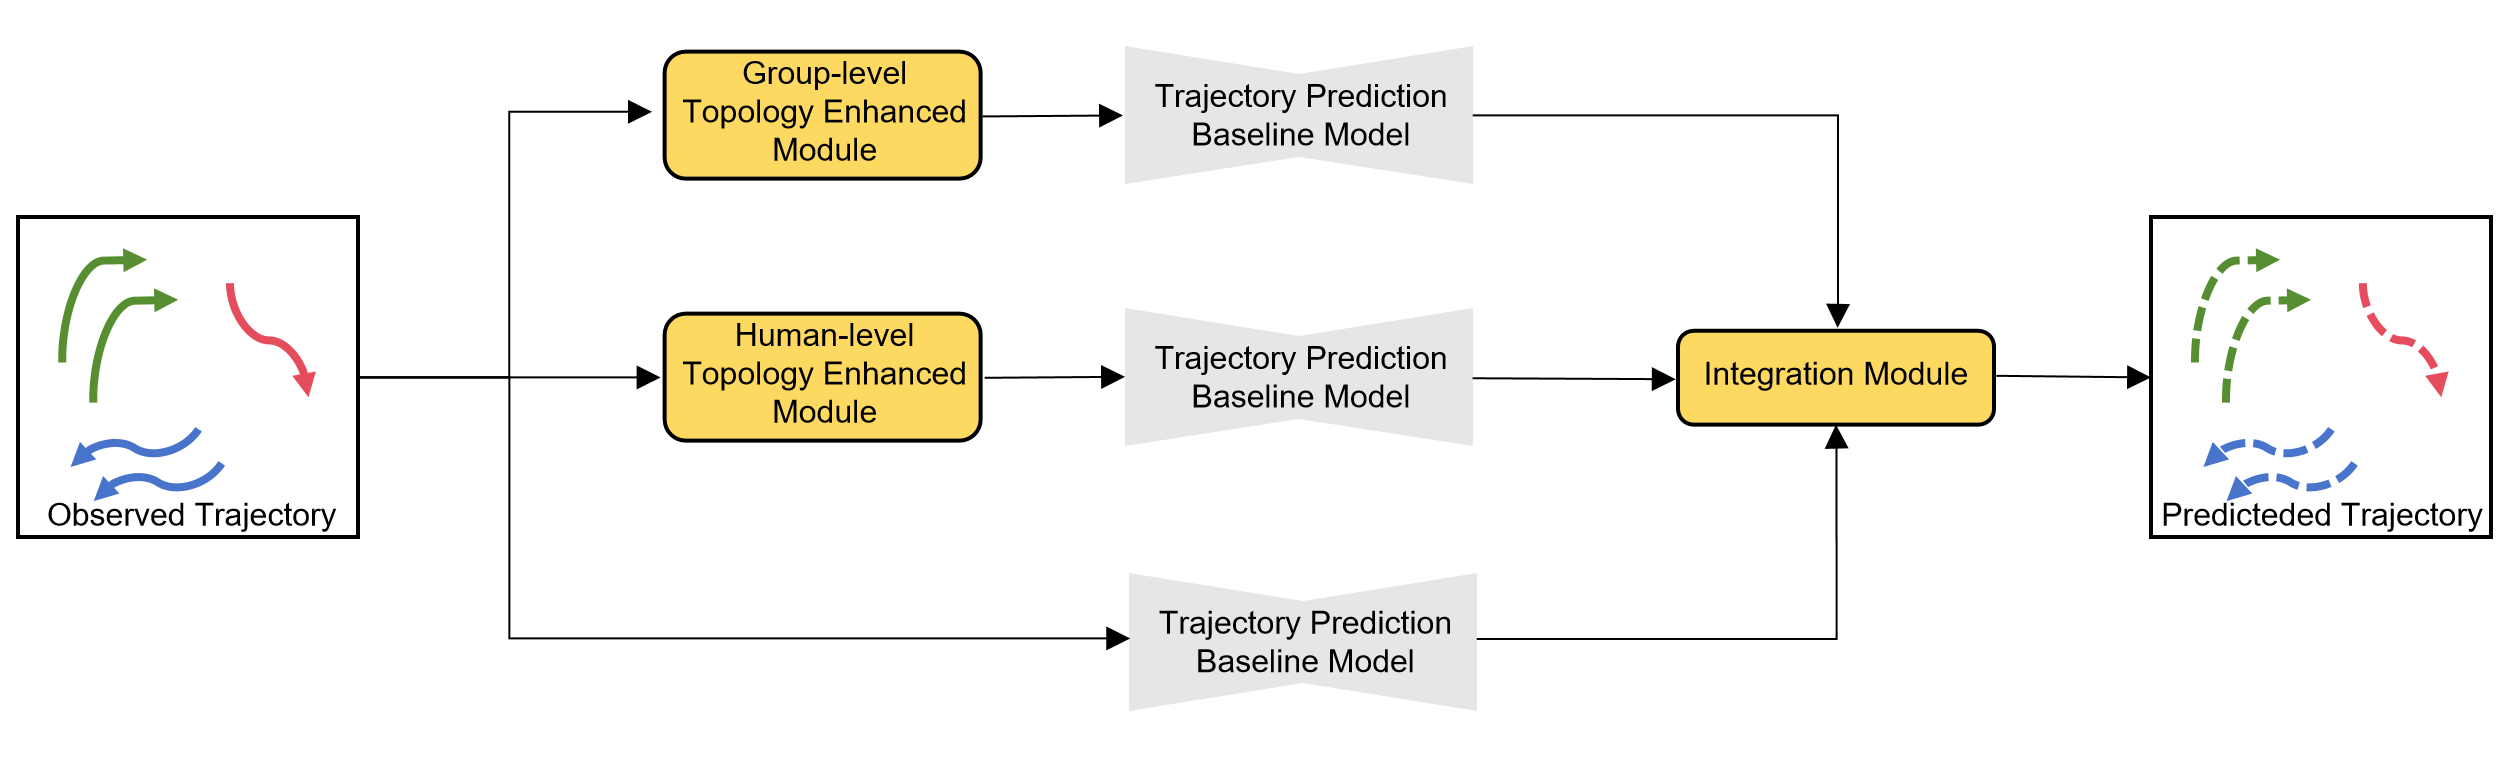 Group-level
Topology Enhanced
Module
Trajectory Prediction
Baseline Model
Observed Trajectory
Human-level
Topology Enhanced
Module
Trajectory Prediction
Baseline Model
Integration Module
Predicteded Trajectory
Trajectory Prediction
Baseline Model